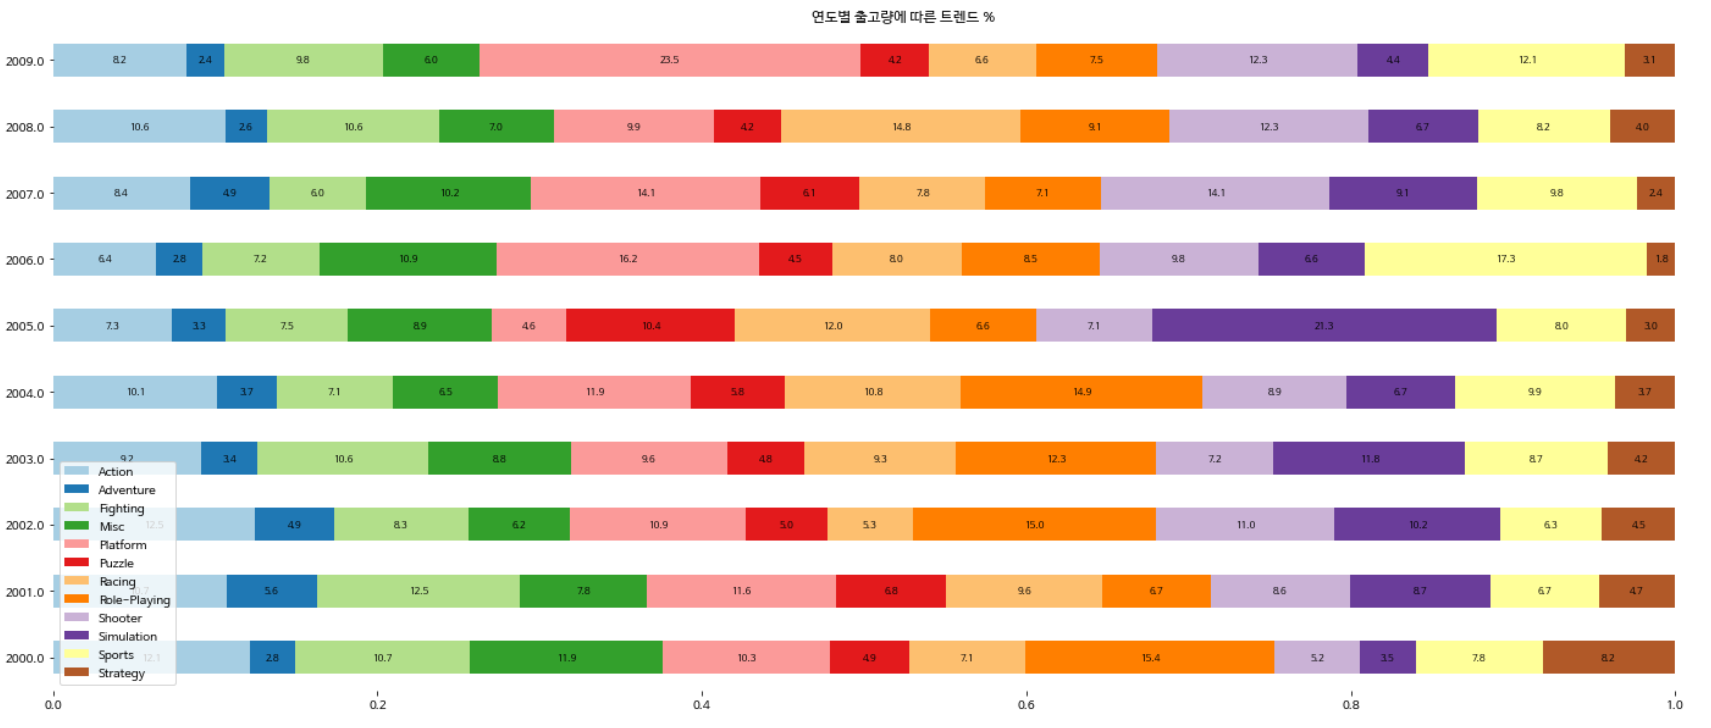 연도별 출고량에 따른 트렌드 %
2009.0 8.2 2.4 9.8 6.0 23.5 4.2 6.6 7.5 12.3 4.4 12.1 3.1
2008.0 10.6 2.6 10.6 7.0 9.9 4.2 14.8 9.1 12.3 6.7 8.2 4.0
2007.0 8.4 4.9 6.0 10.2 14.1 6.1 7.8 7.1 14.1 9.1 9.8 2.4
2006.0 6.4 2.8 7.2 10.9 16.2 4.5 8.0 8.5 9.8 6.6 17.3 1.8
2005.0 7.3 3.3 7.5 8.9 4.6 10.4 12.0 6.6 7.1 21.3 8.0 3.0
2004.0 10.1 3.7 7.1 6.5 11.9 5.8 10.8 14.9 8.9 6.7 9.9 3.7
2003.0 9.2 3.4 10.6 8.8 9.6 4.8 9.3 12.3 7.2 11.8 8.7 4.2
Action
Adventure
Fighting
2002.0 12.5 4.9 8.3 6.2 10.9 5.0 5.3 15.0 11.0 10.2 6.3 4.5
Misc
Platform
Puzzle
Racing
2001.0 5.6 12.5 7.8 11.6 6.8 9.6 6.7 8.6 8.7 6.7 4.7
Role-Playing
Shooter
Simulation
Sports
2000.0 12.1 2.8 10.7 11.9 10.3 4.9 7.1 15.4 5.2 3.5 7.8 8.2
Strategy
0.0 0.2 0.4 0.6 0.8 1.0